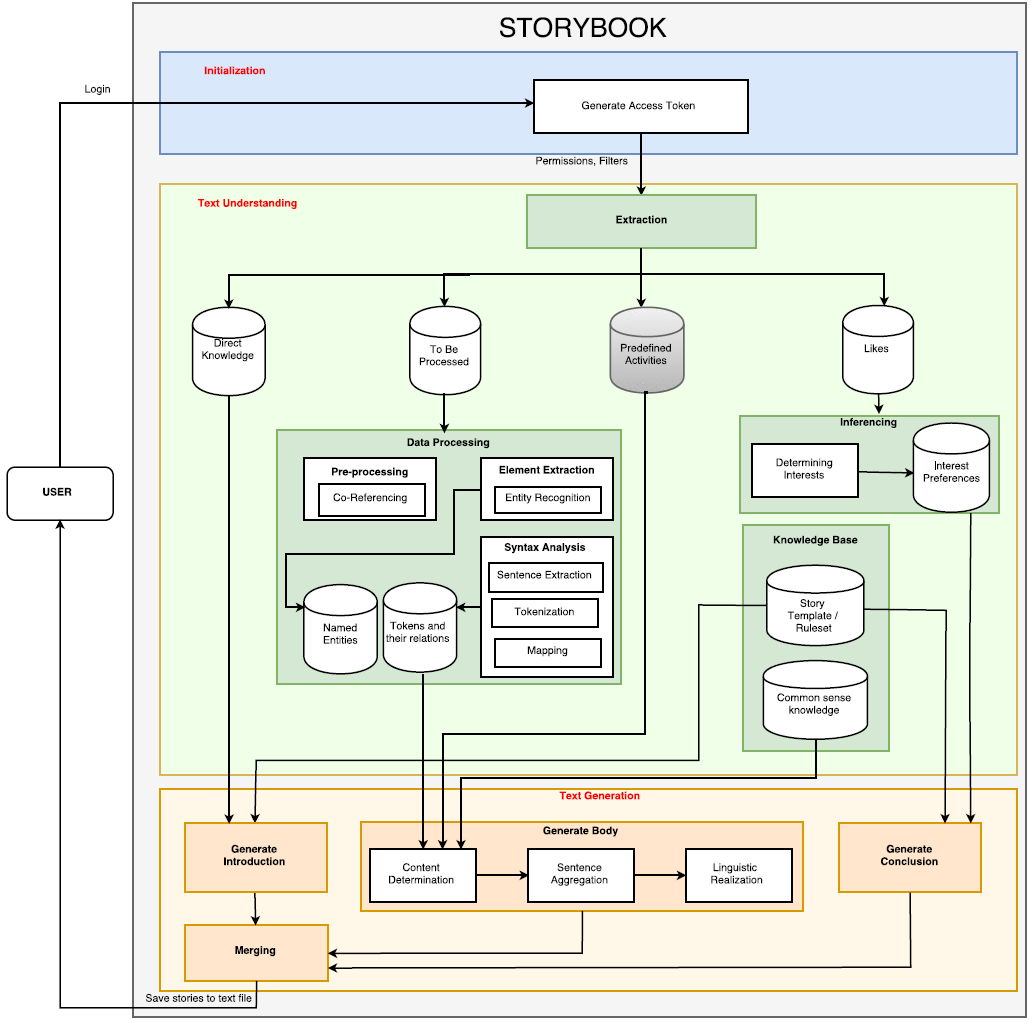 STORYBOOK
Initialization
Login
Generate Access Token
Permissions, Filters
Text Understanding
Extraction
Direct
Knowledge
To Be
Processed
Predefined
Activities
Likes
Inferencing
Determining
Interests
Interest
Preferences
Data Processing
Pre-processing
Co-Referencing
Element Extraction
Entity Recognition
USER
Syntax Analysis
Sentence Extraction
Tokenization
Mapping
Named
Entities
Tokens and
their relations
Knowledge Base
Story
Template /
Ruleset
Common sense
knowledge
Text Generation
Generate
Introduction
Generate Body
Content
Determination
Sentence
Aggregation
Linguistic
Realization
Generate
Conclusion
Merging
Save stories to text file